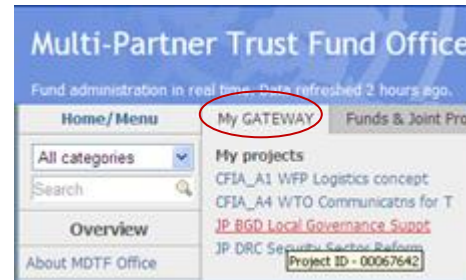 Multi-Partner Trust Fund Office
Fund administration in real time. Data refreshed 2 hours ago.
Home/Menu
My GATEWAY
Funds & Joint Pro
All categories
Search
Overview
About MDTF Office
My projects
CFIA_A1 WFP Logistics concept
CFIA_A4 WTO Communicatns for T
JP BGD Local Governance Suppt
JP DRC Security Sector Reform
Project ID - 00067642